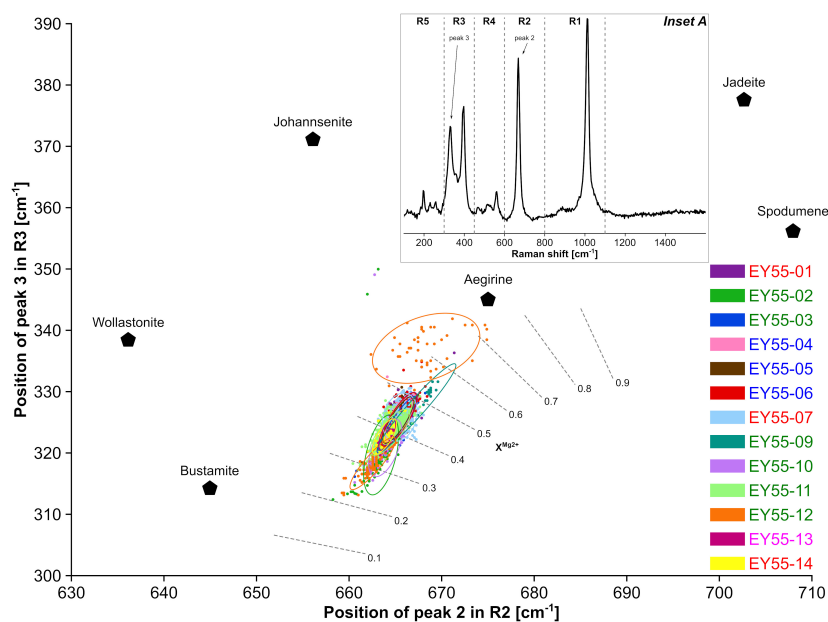 Inset A
R5 R3 R4 R2 R1
peak 3 peak 2
200 400 600 800 1000 1200 1400
Raman shift [cm⁻¹]
390
380
370
360
350
340
330
320
310
300
Position of peak 3 in R3 [cm⁻¹]
Jadeite
Johannsenite
Spodumene
Aegirine
Wollastonite
Bustamite
0.9
0.8
0.7
0.6
0.5
X^Mg2+
0.4
0.3
0.2
0.1
EY55-01
EY55-02
EY55-03
EY55-04
EY55-05
EY55-06
EY55-07
EY55-09
EY55-10
EY55-11
EY55-12
EY55-13
EY55-14
630 640 650 660 670 680 690 700 710
Position of peak 2 in R2 [cm⁻¹]